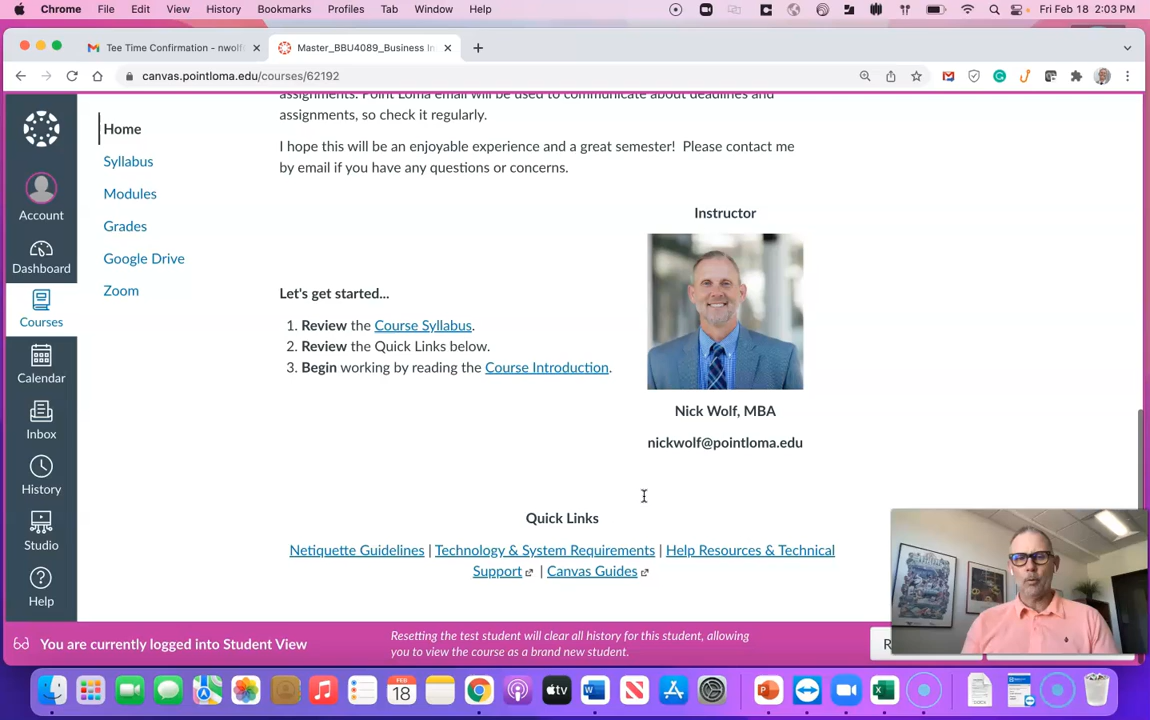 Chrome File Edit View History Bookmarks Profiles Tab Window Help Fri Feb 18 2:03 PM
Tee Time Confirmation - nwolf Master_BBU4089_Business In
canvas.pointloma.edu/courses/62192
assignments. Point Loma email will be used to communicate about deadlines and
assignments, so check it regularly.
I hope this will be an enjoyable experience and a great semester! Please contact me
by email if you have any questions or concerns.
Home
Syllabus
Modules
Grades
Google Drive
Zoom
Account
Dashboard
Courses
Calendar
Inbox
History
Studio
Help
Instructor
Let's get started...
1. Review the Course Syllabus.
2. Review the Quick Links below.
3. Begin working by reading the Course Introduction.
Nick Wolf, MBA
nickwolf@pointloma.edu
Quick Links
Netiquette Guidelines | Technology & System Requirements | Help Resources & Technical
Support | Canvas Guides
You are currently logged into Student View
Resetting the test student will clear all history for this student, allowing
you to view the course as a brand new student.
R
FEB
18
tv